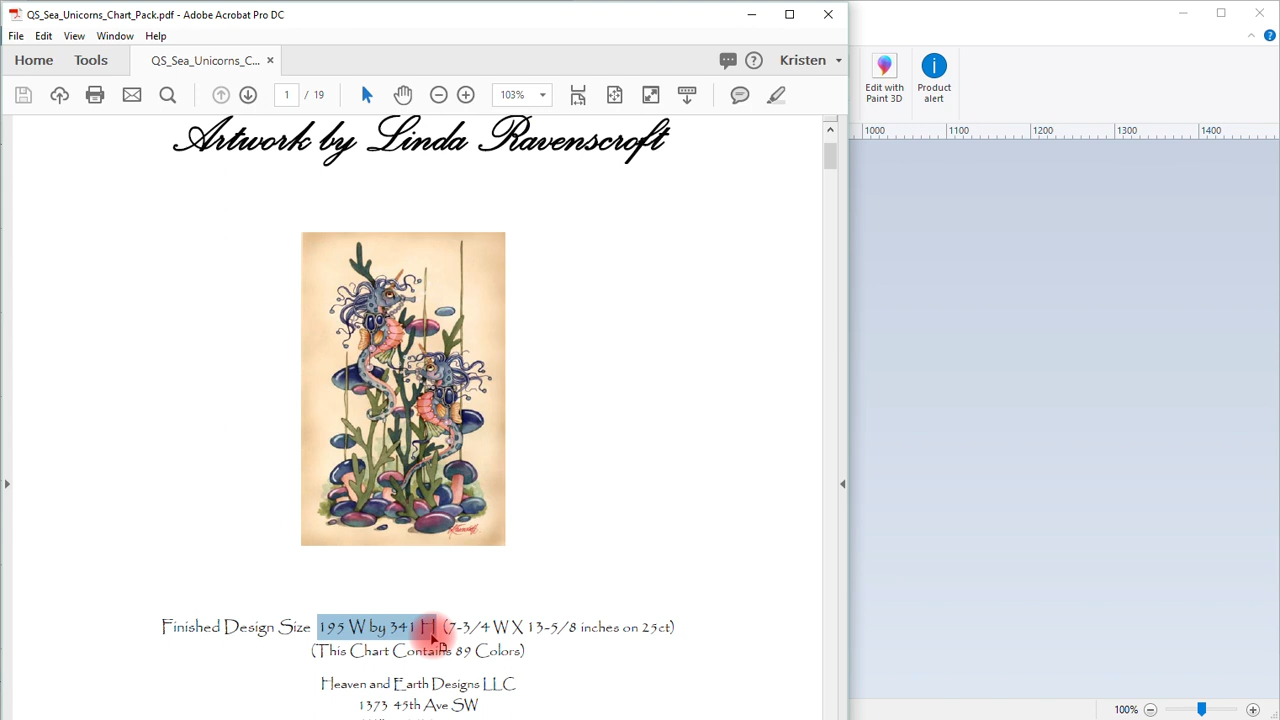 QS_Sea_Unicorns_Chart_Pack.pdf - Adobe Acrobat Pro DC
File Edit View Window Help
Home Tools QS_Sea_Unicorns_C... × Kristen
1 / 19 103%
Edit with Paint 3D
Product alert
1000 1100 1200 1300 1400
Artwork by Linda Ravenscroft
Finished Design Size 195 W by 341 H (7-3/4 W X 13-5/8 inches on 25ct)
(This Chart Contains 89 Colors)
Heaven and Earth Designs LLC
1373 45th Ave SW
100%